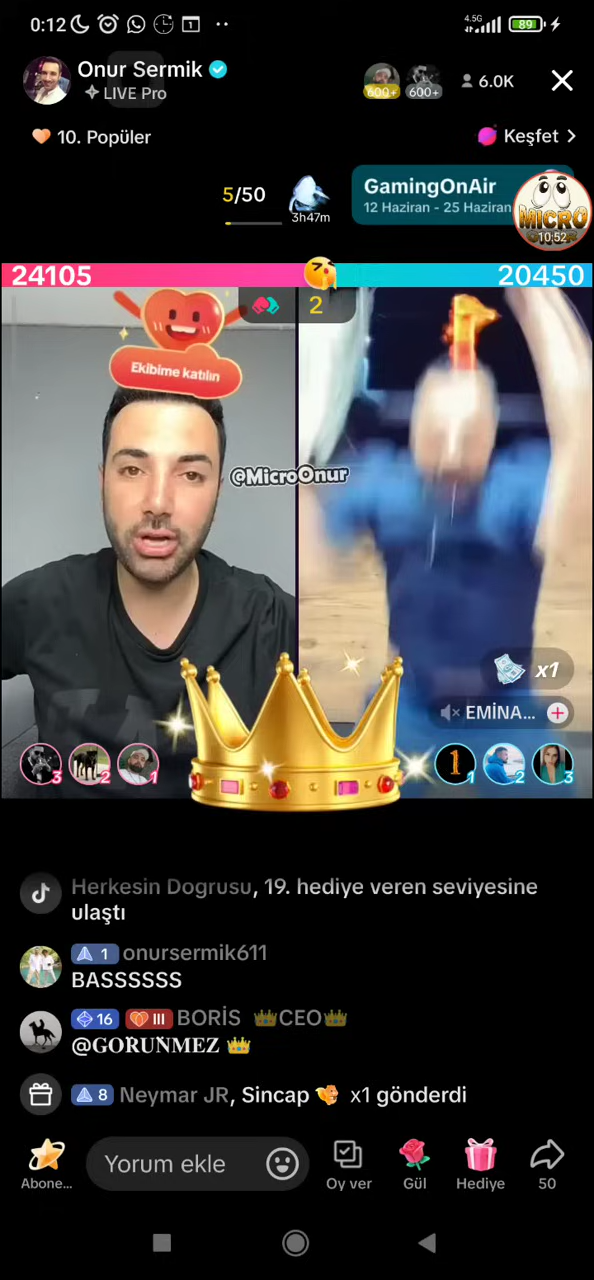 0:12
4.5G
89
Onur Sermik
LIVE Pro
600+
600+
6.0K
10. Popüler
Keşfet
5/50
3h47m
GamingOnAir
12 Haziran - 25 Haziran
MICRO
10:52
24105
20450
2
Ekibime katılın
@MicroOnur
x1
EMİNA...
3
2
1
1
1
2
3
Herkesin Dogrusu, 19. hediye veren seviyesine
ulaştı
1 onursermik611
BASSSSSS
16 III BORİS 👑CEO👑
@GORUNMEZ 👑
8 Neymar JR, Sincap 🐿️ x1 gönderdi
Abone...
Yorum ekle
Oy ver
Gül
Hediye
50